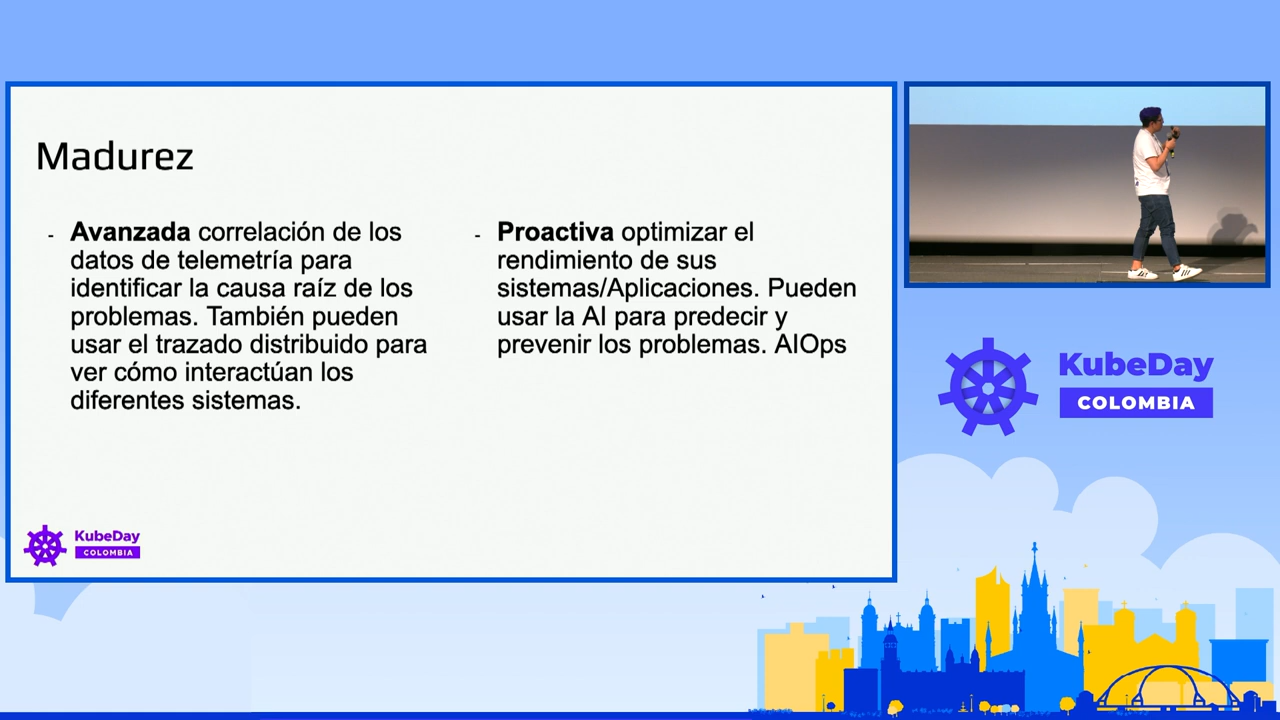 Madurez
- Avanzada correlación de los
datos de telemetría para
identificar la causa raíz de los
problemas. También pueden
usar el trazado distribuido para
ver cómo interactúan los
diferentes sistemas.
- Proactiva optimizar el
rendimiento de sus
sistemas/Aplicaciones. Pueden
usar la AI para predecir y
prevenir los problemas. AIOps
KubeDay
COLOMBIA
KubeDay
COLOMBIA